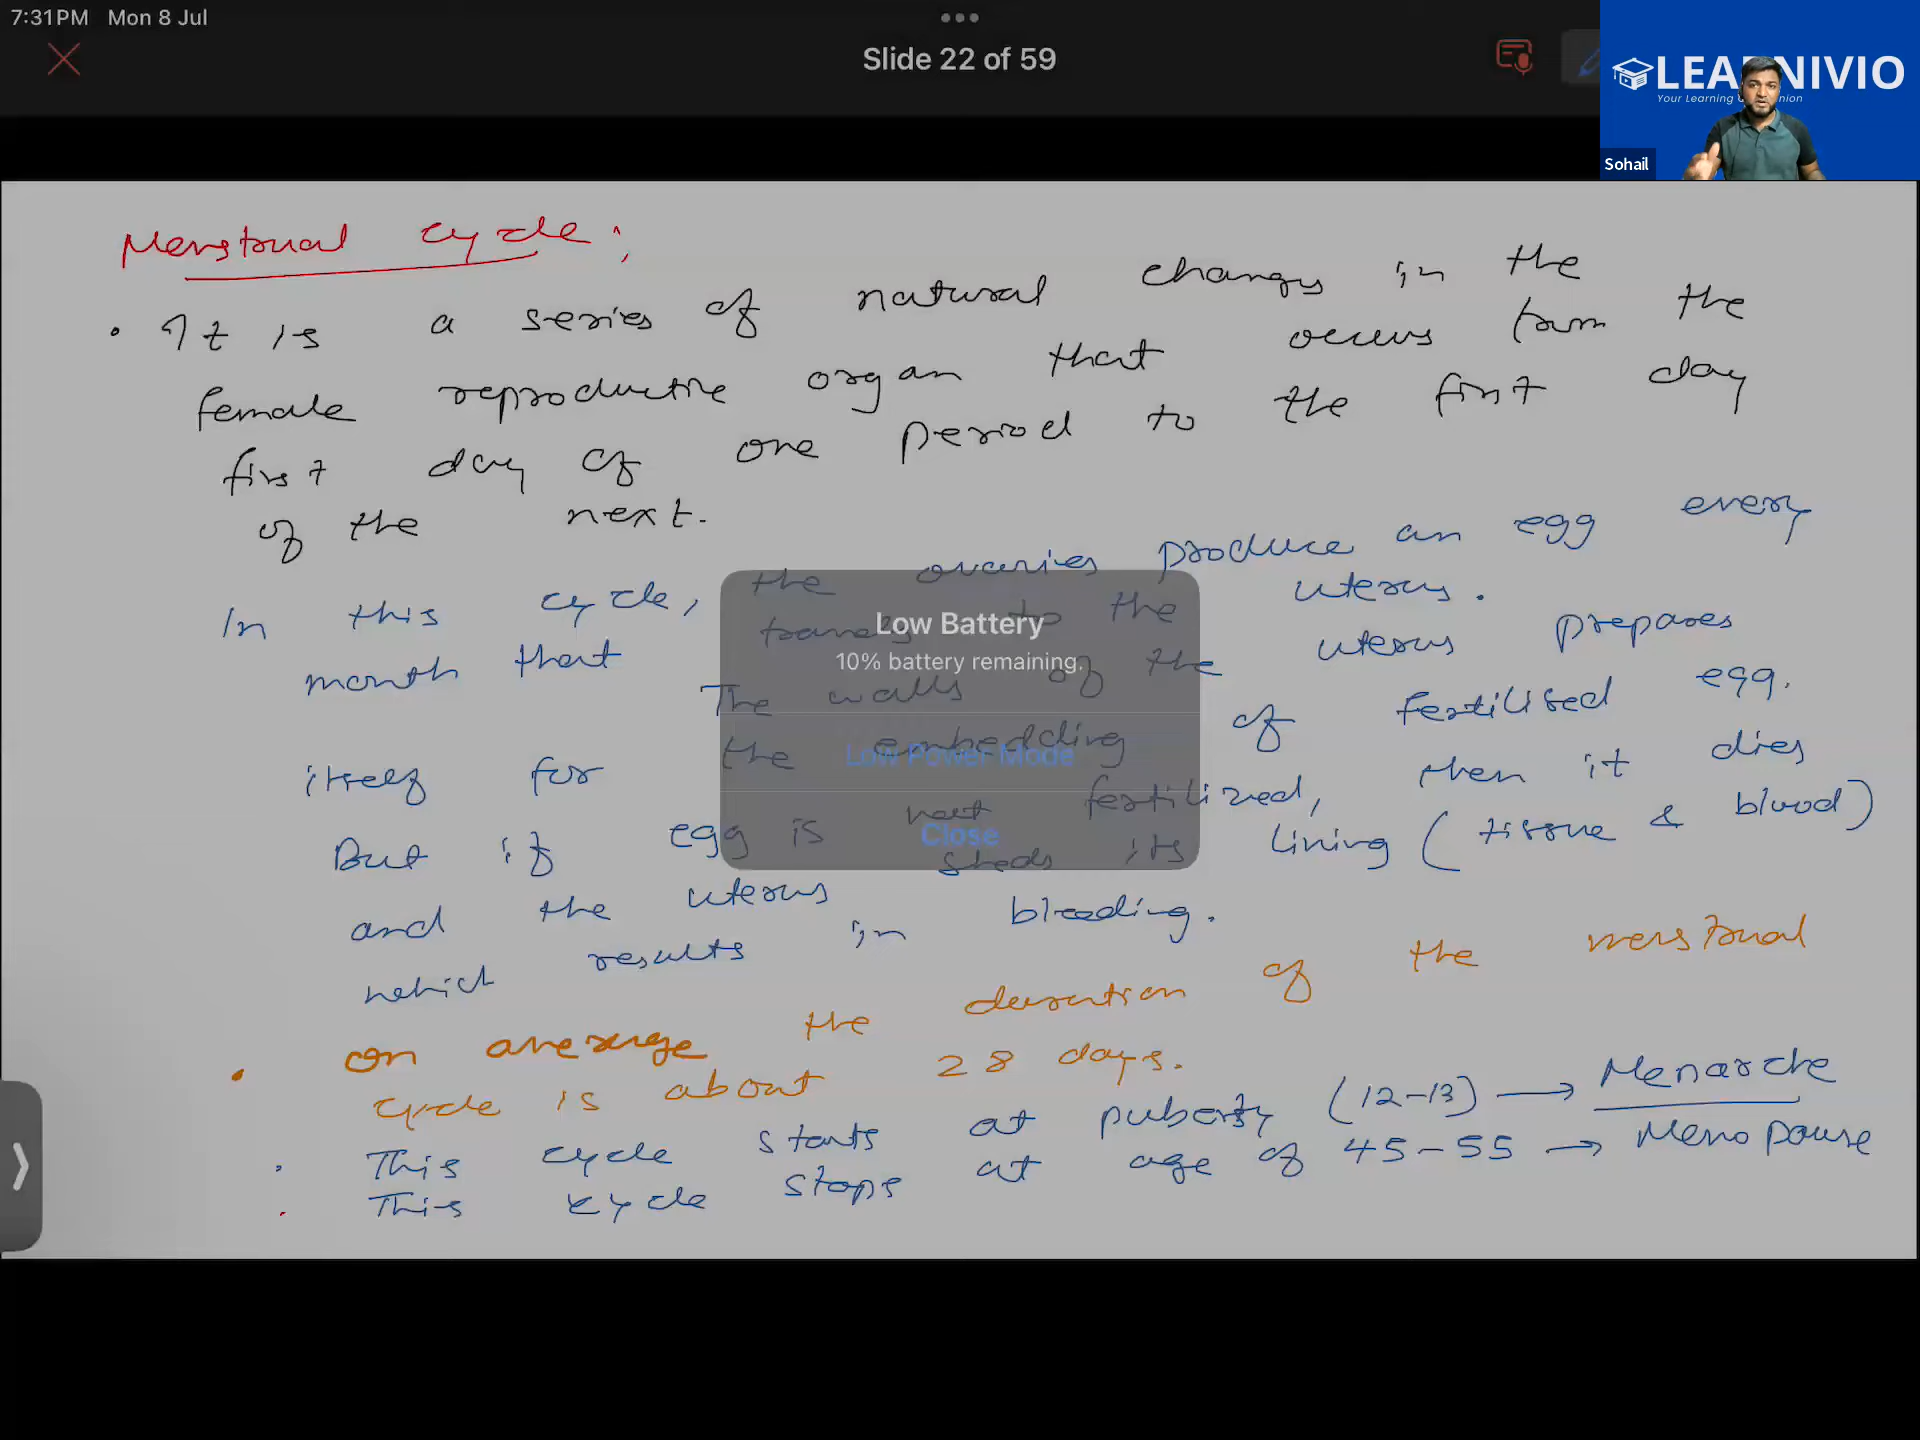 7:31PM Mon 8 Jul
Slide 22 of 59
LEARNIVIO
Your Learning
Sohail
Menstrual cycle:
• It is a series of natural changes in the
female reproductive organ that occurs from the
first day of one period to the first day
of the next.
In this cycle, the ovaries produce an egg every
month that travels to the uterus.
The walls of the uterus prepares
itself for the embedding of fertilised egg.
But if egg is not fertilized, then it dies
and the uterus sheds its lining (tissue & blood)
which results in bleeding.
• On average the duration of the menstrual
cycle is about 28 days.
• This cycle starts at puberty (12-13) → Menarche
• This cycle stops at age of 45-55 → Menopause
Low Battery
10% battery remaining.
Low Power Mode
Close